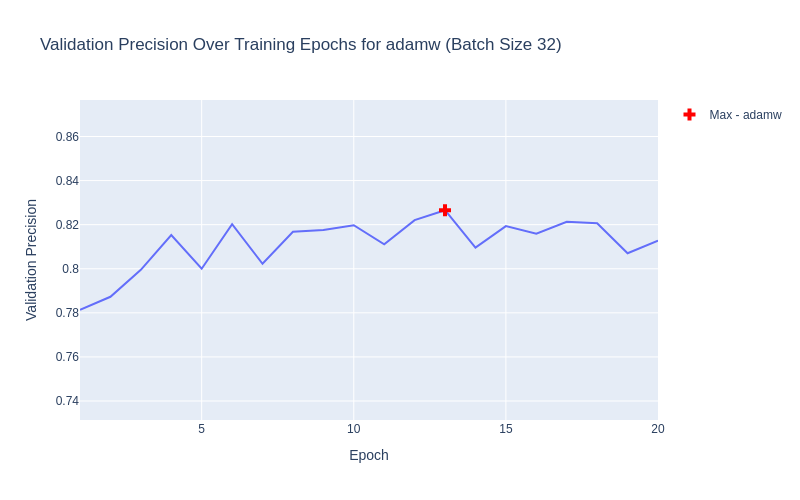 Validation Precision Over Training Epochs for adamw (Batch Size 32)
Max - adamw
Validation Precision
0.86
0.84
0.82
0.8
0.78
0.76
0.74
5
10
15
20
Epoch